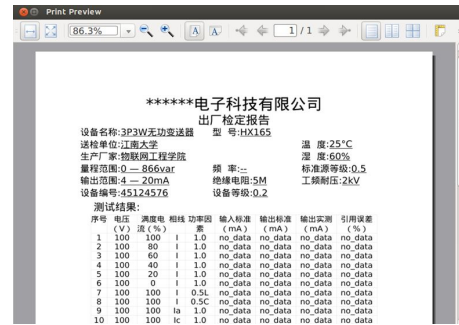 Print Preview
86.3% 1 / 1
******电子科技有限公司
出厂检定报告
设备名称:3P3W无功变送器 型 号:HX165
送检单位:江南大学 温 度:25°C
生产厂家:物联网工程学院 湿 度:60%
量程范围:0 — 866var 频 率:-- 标准源等级:0.5
输出范围:4 — 20mA 绝缘电阻:5M 工频耐压:2kV
设备编号:45124576 设备等级:0.2
测试结果:
序号 电压 满度电 相线 功率因 输入标准 输出标准 输出实测 引用误差
(V) 流(%) 素 (mA) (mA) (mA) (%)
1 100 100 I 1.0 no_data no_data no_data no_data
2 100 80 I 1.0 no_data no_data no_data no_data
3 100 60 I 1.0 no_data no_data no_data no_data
4 100 40 I 1.0 no_data no_data no_data no_data
5 100 20 I 1.0 no_data no_data no_data no_data
6 100 0 I 1.0 no_data no_data no_data no_data
7 100 100 I 0.5L no_data no_data no_data no_data
8 100 100 I 0.5C no_data no_data no_data no_data
9 100 100 Ia 1.0 no_data no_data no_data no_data
10 100 100 Ic 1.0 no_data no_data no_data no_data